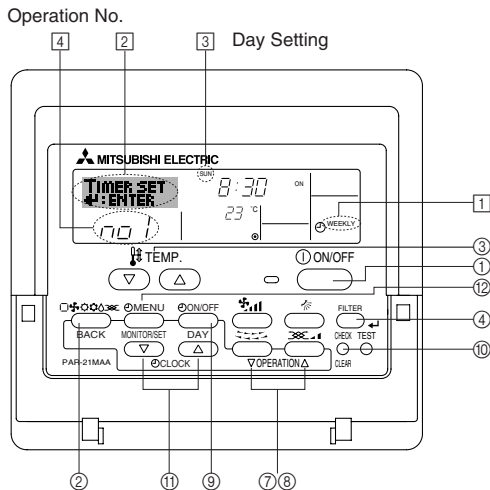 Operation No.
4 2 3 Day Setting
MITSUBISHI ELECTRIC
SUN
TIMER SET 8:30 ON
↵:ENTER
no 1 23 °C WEEKLY 1
TEMP. ON/OFF
3
1
12
MENU ON/OFF FILTER
BACK MONITOR/SET DAY CHECK TEST
4
PAR-21MAA CLOCK ▽OPERATION△ CLEAR
10
2 11 9 7 8